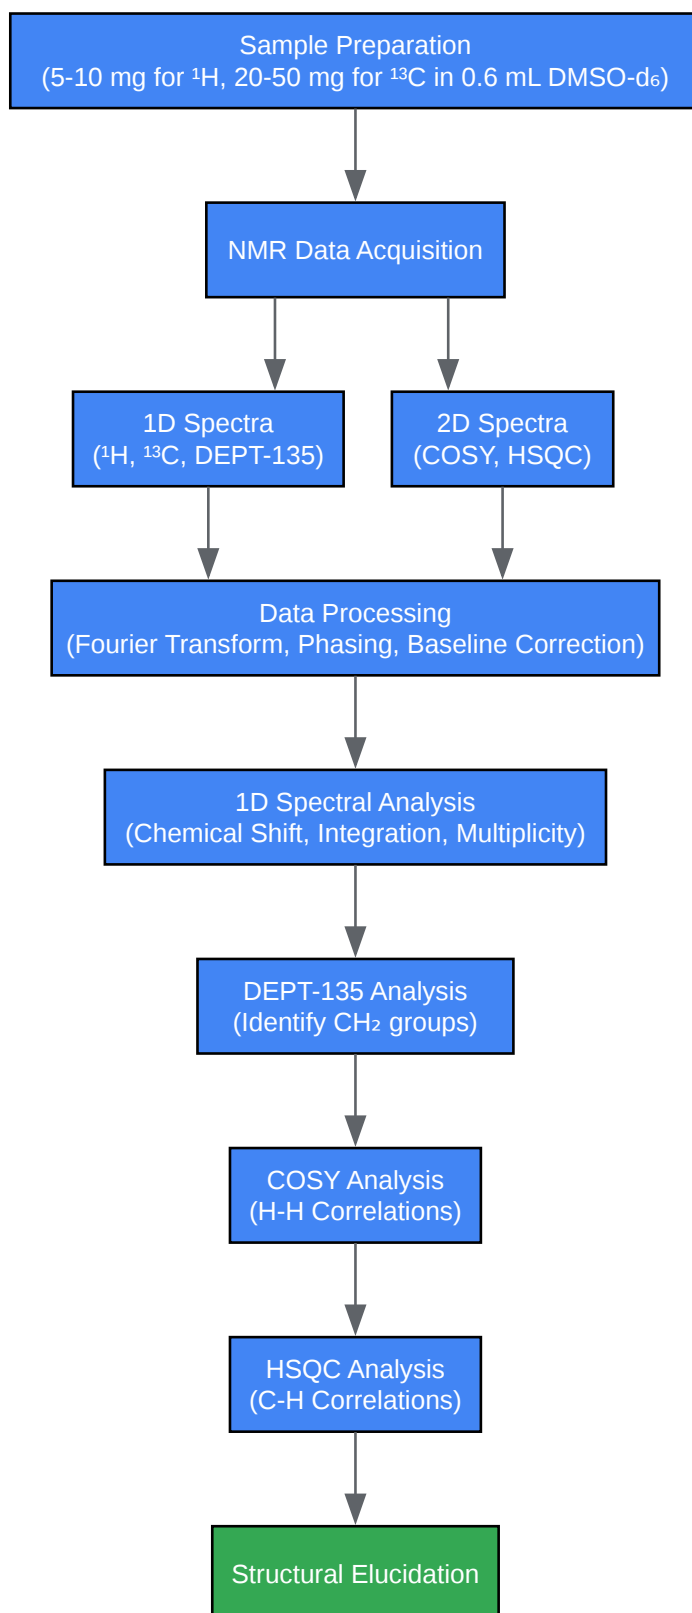 Sample Preparation
(5-10 mg for ¹H, 20-50 mg for ¹³C in 0.6 mL DMSO-d₆)
NMR Data Acquisition
1D Spectra
(¹H, ¹³C, DEPT-135)
2D Spectra
(COSY, HSQC)
Data Processing
(Fourier Transform, Phasing, Baseline Correction)
1D Spectral Analysis
(Chemical Shift, Integration, Multiplicity)
DEPT-135 Analysis
(Identify CH₂ groups)
COSY Analysis
(H-H Correlations)
HSQC Analysis
(C-H Correlations)
Structural Elucidation